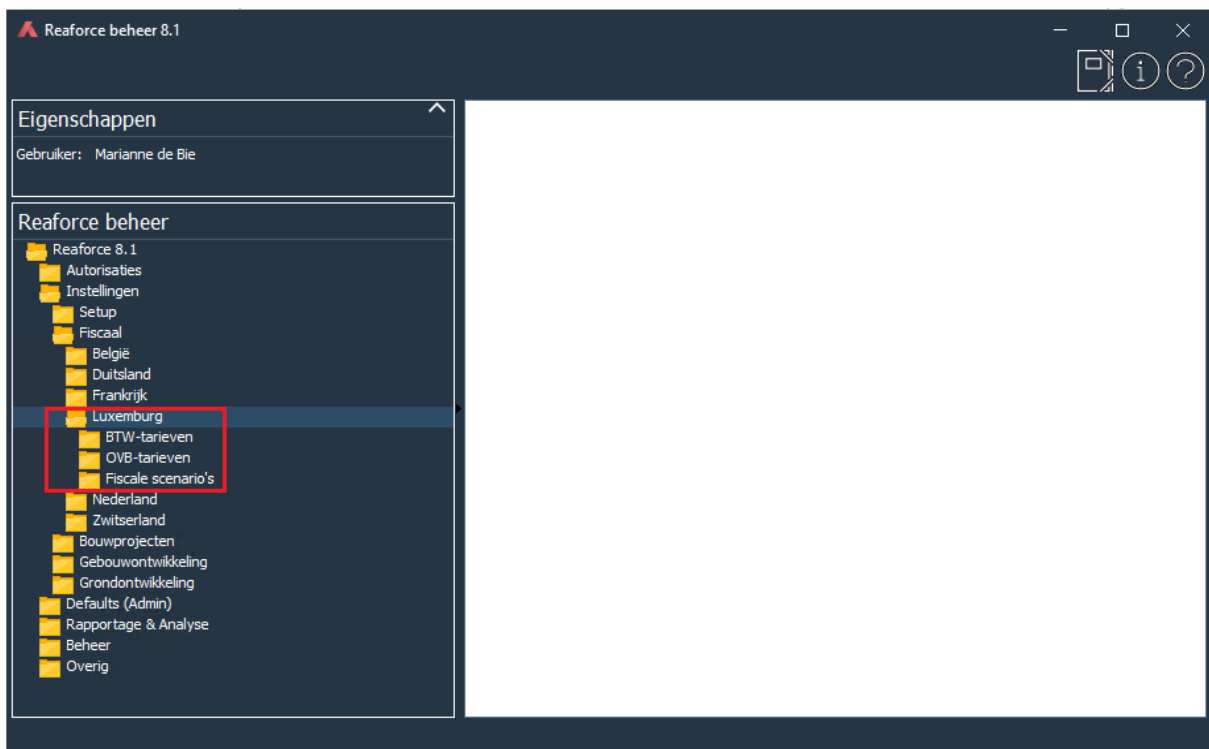 Reaforce beheer 8.1
Eigenschappen
Gebruiker: Marianne de Bie
Reaforce beheer
Reaforce 8.1
Autorisaties
Instellingen
Setup
Fiscaal
België
Duitsland
Frankrijk
Luxemburg
BTW-tarieven
OVB-tarieven
Fiscale scenario's
Nederland
Zwitserland
Bouwprojecten
Gebouwontwikkeling
Grondontwikkeling
Defaults (Admin)
Rapportage & Analyse
Beheer
Overig